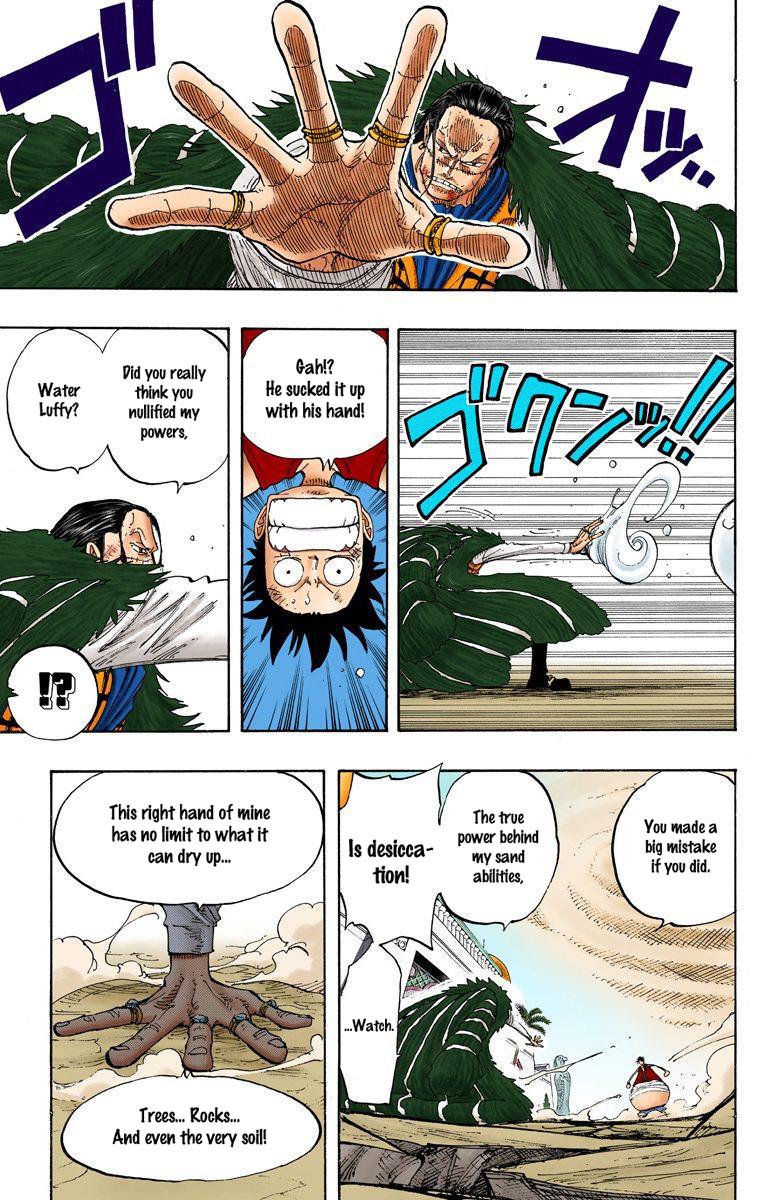 ゴオッ
ゴクンッ!!
Gah!?
He sucked it up
with his hand!
Did you really
think you
nullified my
powers,
Water
Luffy?
!?
You made a
big mistake
if you did.
The true
power behind
my sand
abilities,
Is desicca-
tion!
...Watch.
This right hand of mine
has no limit to what it
can dry up...
Trees... Rocks...
And even the very soil!